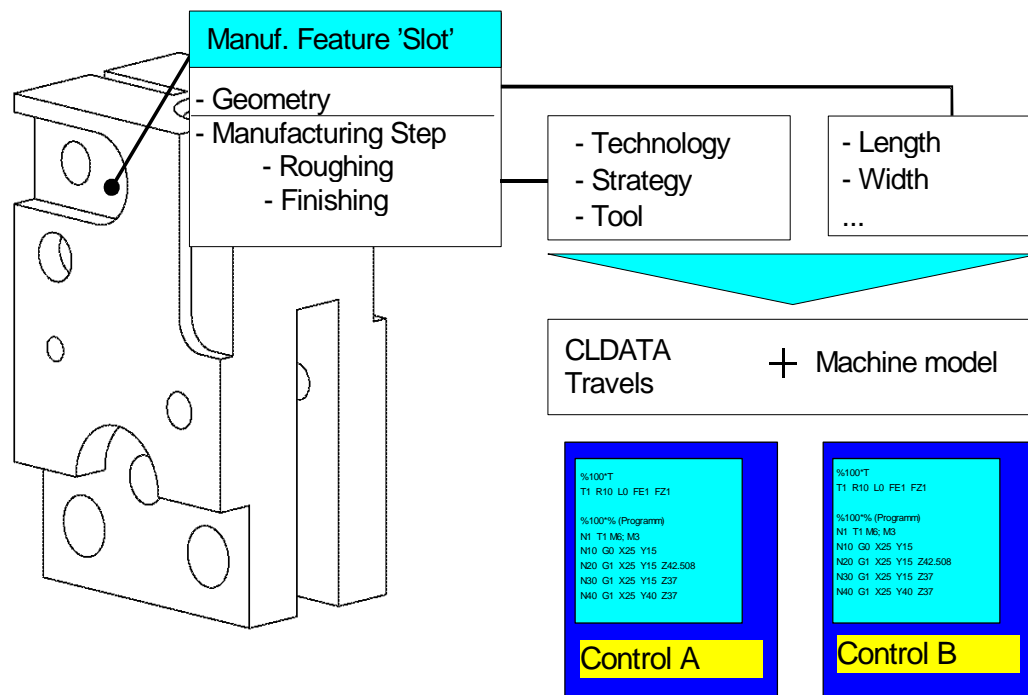 Manuf. Feature 'Slot'
- Geometry
- Manufacturing Step
- Roughing
- Finishing
- Technology
- Strategy
- Tool
- Length
- Width
...
CLDATA
Travels
+ Machine model
%100*T
T1 R10 L0 FE1 FZ1
%100*% (Programm)
N1 T1 M6; M3
N10 G0 X25 Y15
N20 G1 X25 Y15 Z42.508
N30 G1 X25 Y15 Z37
N40 G1 X25 Y40 Z37
Control A
%100*T
T1 R10 L0 FE1 FZ1
%100*% (Programm)
N1 T1 M6; M3
N10 G0 X25 Y15
N20 G1 X25 Y15 Z42.508
N30 G1 X25 Y15 Z37
N40 G1 X25 Y40 Z37
Control B